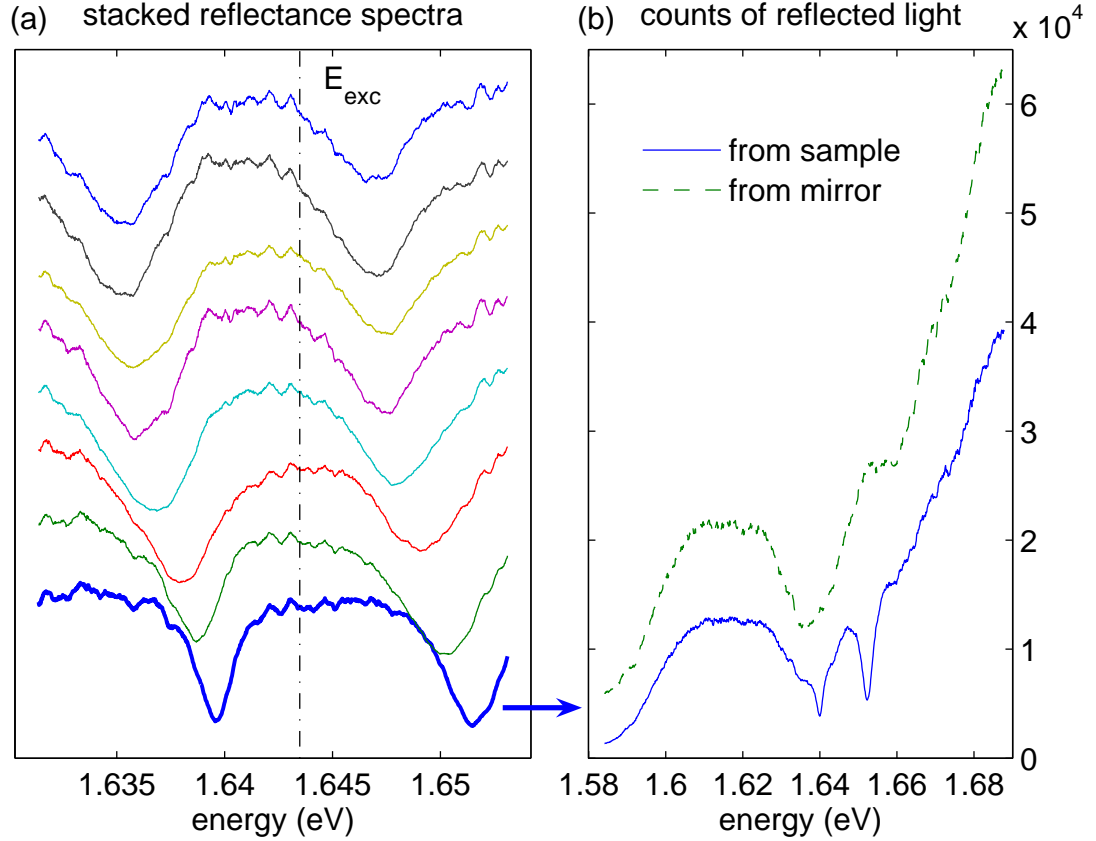 (a) stacked reflectance spectra
E_exc
1.635 1.64 1.645 1.65
energy (eV)
(b) counts of reflected light
x 10^4
from sample
from mirror
6
5
4
3
2
1
0
1.58 1.6 1.62 1.64 1.66 1.68
energy (eV)